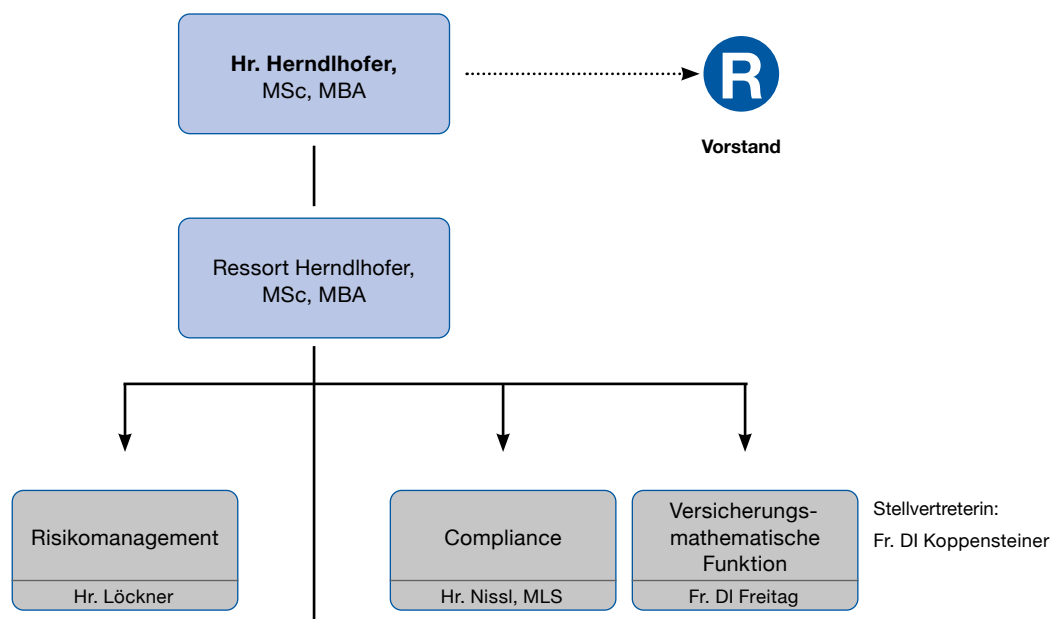 Hr. Herndlhofer,
MSc, MBA
R
Vorstand
Ressort Herndlhofer,
MSc, MBA
Risikomanagement
Hr. Löckner
Compliance
Hr. Nissl, MLS
Versicherungs-
mathematische
Funktion
Fr. DI Freitag
Stellvertreterin:
Fr. DI Koppensteiner